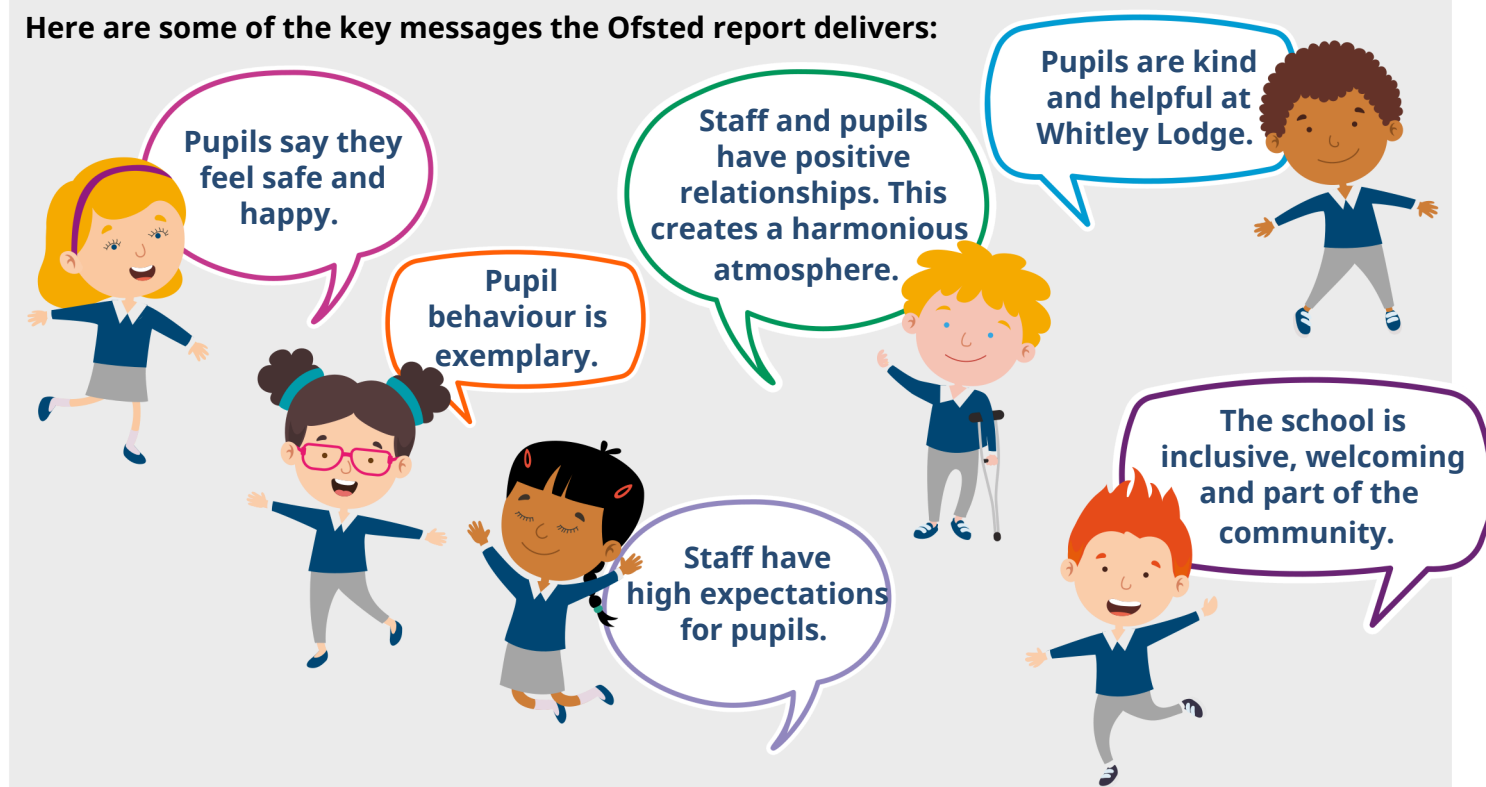 Here are some of the key messages the Ofsted report delivers:
Pupils say they
feel safe and
happy.
Pupil
behaviour is
exemplary.
Staff and pupils
have positive
relationships. This
creates a harmonious
atmosphere.
Pupils are kind
and helpful at
Whitley Lodge.
Staff have
high expectations
for pupils.
The school is
inclusive, welcoming
and part of the
community.